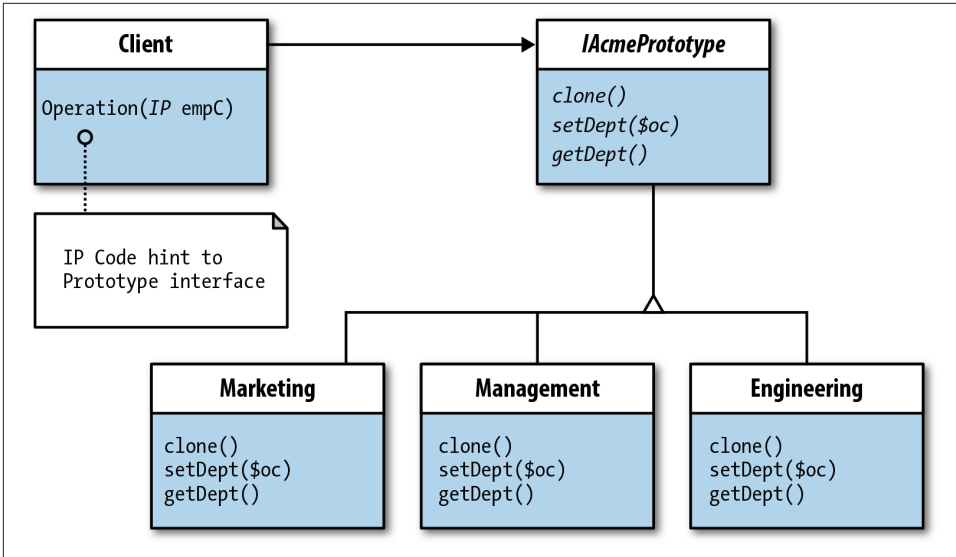 Client
Operation(IP empC)
IP Code hint to
Prototype interface
IAcmePrototype
clone()
setDept($oc)
getDept()
Marketing
clone()
setDept($oc)
getDept()
Management
clone()
setDept($oc)
getDept()
Engineering
clone()
setDept($oc)
getDept()